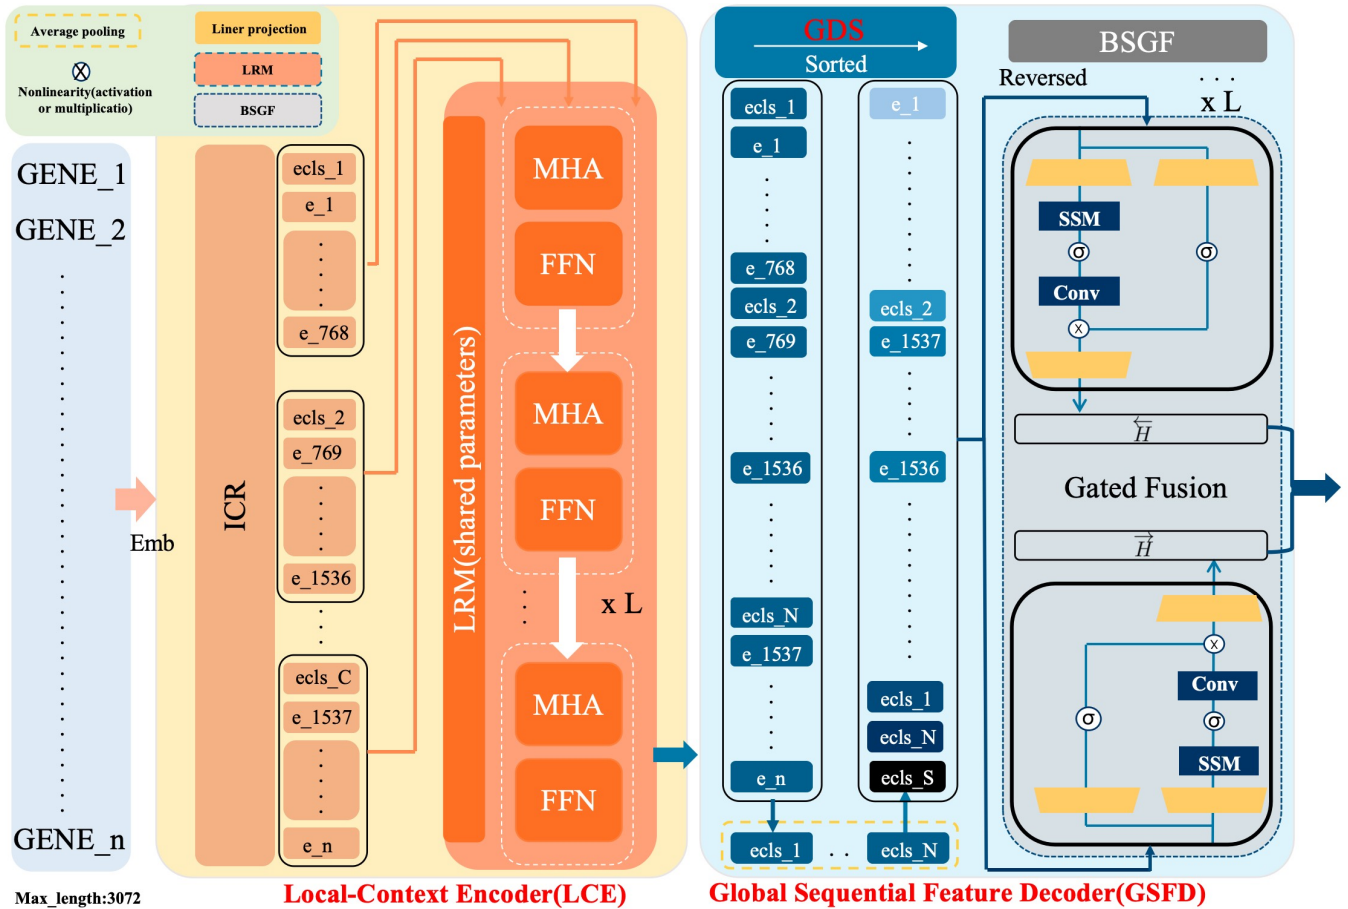 Average pooling
Nonlinearity(activation
or multiplicatio)
Liner projection
LRM
BSGF
GENE_1
GENE_2
GENE_n
Max_length:3072
Emb
ICR
ecls_1
e_1
e_768
ecls_2
e_769
e_1536
ecls_C
e_1537
e_n
LRM(shared parameters)
MHA
FFN
MHA
FFN
x L
MHA
FFN
Local-Context Encoder(LCE)
GDS
Sorted
ecls_1
e_1
e_768
ecls_2
e_769
e_1536
ecls_N
e_1537
e_n
e_1
ecls_2
e_1537
e_1536
ecls_1
ecls_N
ecls_S
ecls_1
ecls_N
BSGF
Reversed
x L
SSM
σ
σ
Conv
x
H
Gated Fusion
H
x
Conv
σ
σ
SSM
Global Sequential Feature Decoder(GSFD)